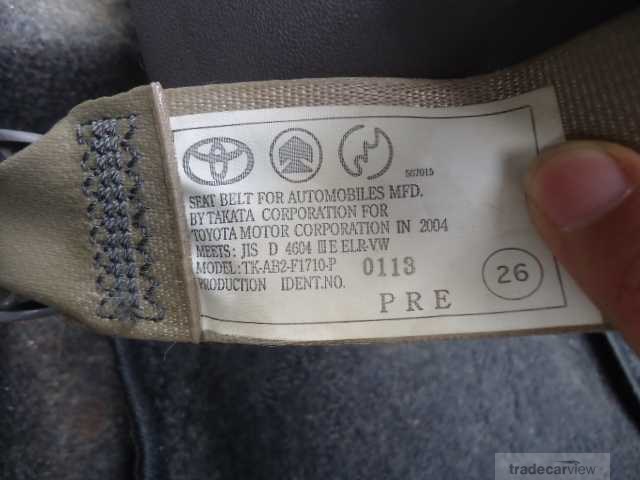 S67015
SEAT BELT FOR AUTOMOBILES MFD.
BY TAKATA CORPORATION FOR
TOYOTA MOTOR CORPORATION IN 2004
MEETS: JIS D 4604 III E ELR-VW
MODEL: TK-AB2-F1710-P 0113
PRODUCTION IDENT.NO.
PRE
26
tradecarview